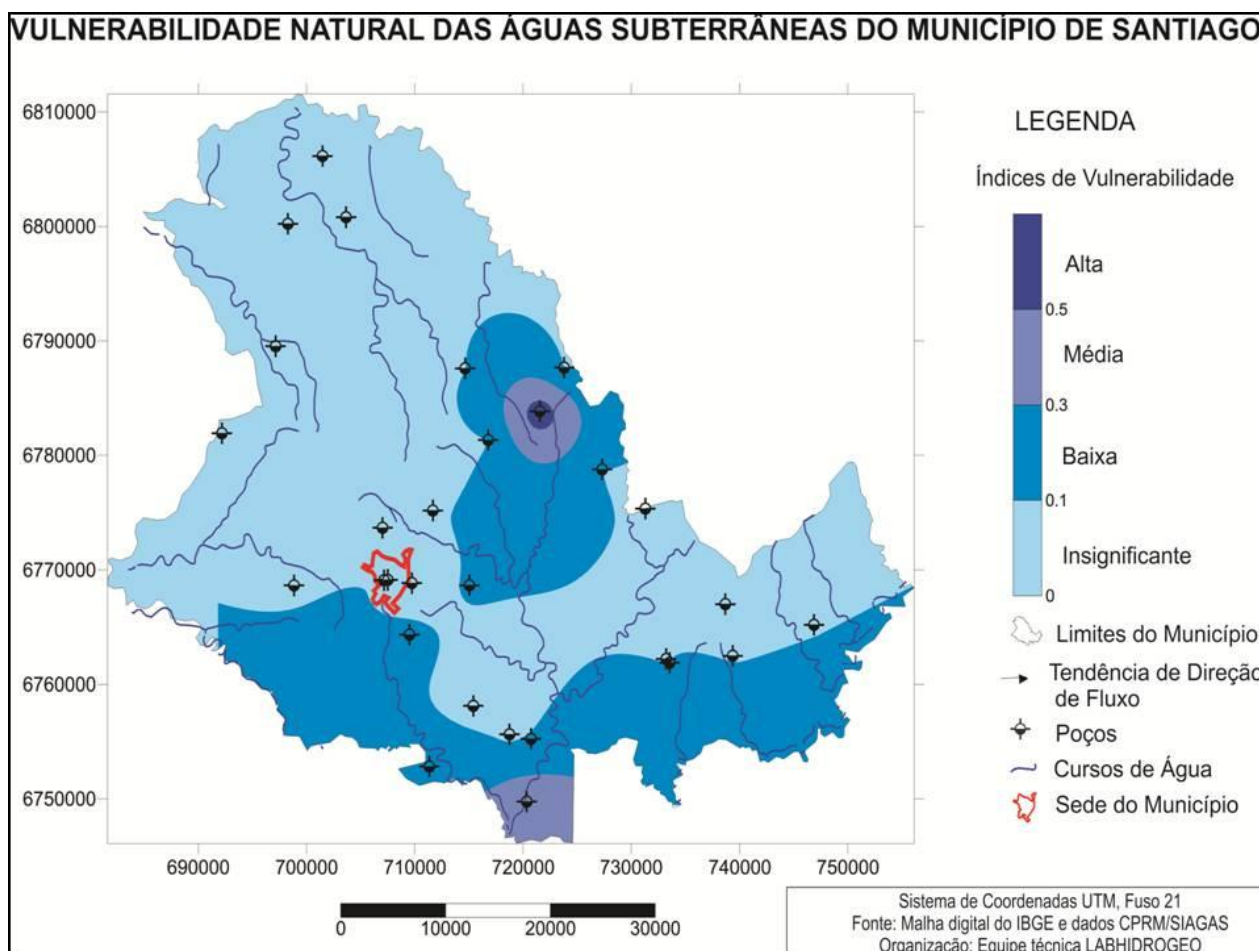 VULNERABILIDADE NATURAL DAS ÁGUAS SUBTERRÂNEAS DO MUNICÍPIO DE SANTIAGO
6810000
6800000
6790000
6780000
6770000
6760000
6750000
690000 700000 710000 720000 730000 740000 750000
0 10000 20000 30000
LEGENDA
Índices de Vulnerabilidade
Alta
0.5
Média
0.3
Baixa
0.1
Insignificante
0
Limites do Município
Tendência de Direção
de Fluxo
Poços
Cursos de Água
Sede do Município
Sistema de Coordenadas UTM, Fuso 21
Fonte: Malha digital do IBGE e dados CPRM/SIAGAS
Organização: Equipe técnica LABHIDROGEO